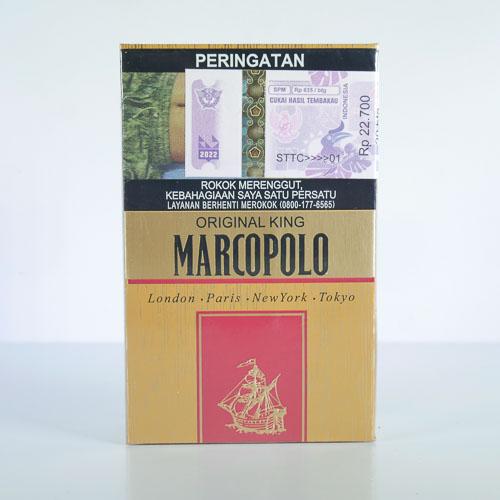 PERINGATAN
SPM Rp 635 / btg
CUKAI HASIL TEMBAKAU
INDONESIA
Rp 22.700
2022
STTC>>>>01
ROKOK MERENGGUT,
KEBAHAGIAAN SAYA SATU PERSATU
LAYANAN BERHENTI MEROKOK (0800-177-6565)
ORIGINAL KING
MARCOPOLO
London · Paris · NewYork · Tokyo